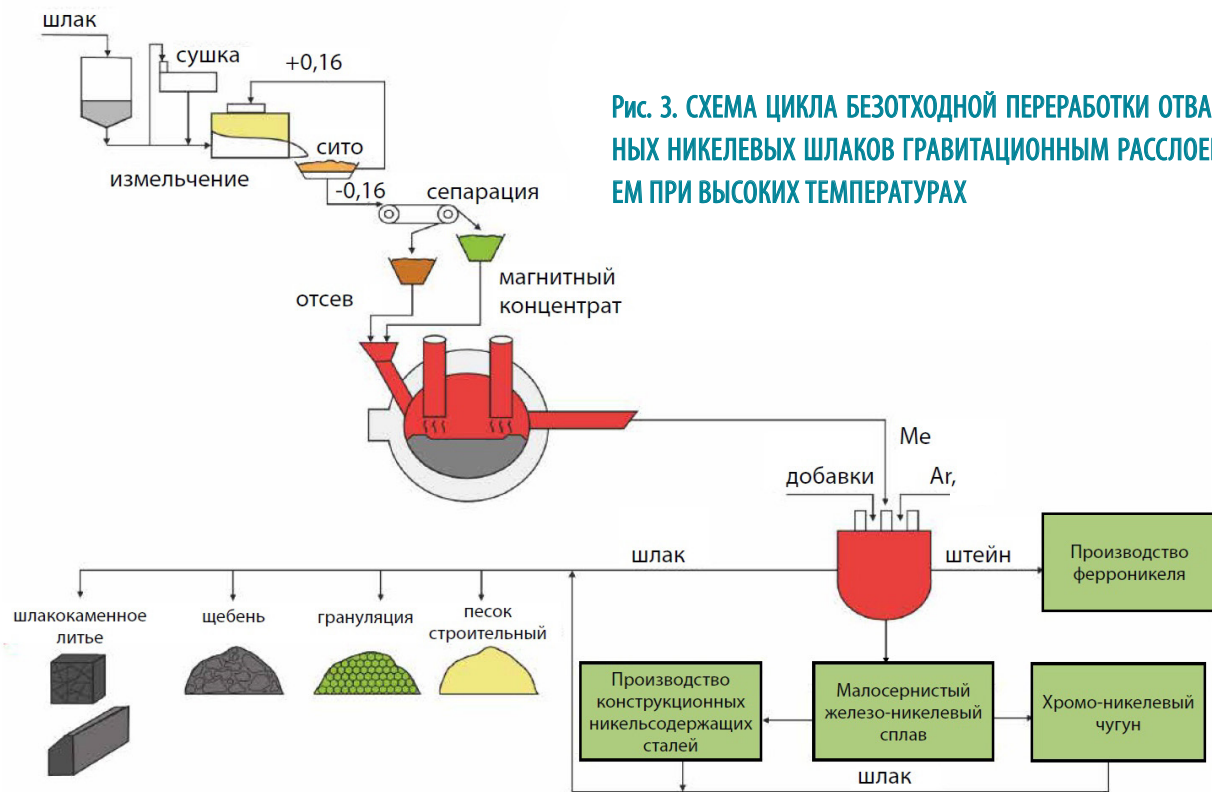 шлак
сушка
+0,16
Рис. 3. СХЕМА ЦИКЛА БЕЗОТХОДНОЙ ПЕРЕРАБОТКИ ОТВА
НЫХ НИКЕЛЕВЫХ ШЛАКОВ ГРАВИТАЦИОННЫМ РАССЛОЕ
ЕМ ПРИ ВЫСОКИХ ТЕМПЕРАТУРАХ
сито
измельчение
-0,16
сепарация
отсев
магнитный
концентрат
Me
добавки
Ar,
шлак
штейн
Производство
ферроникеля
шлакокаменное
литье
щебень
грануляция
песок
строительный
Производство
конструкционных
никельсодержащих
сталей
Малосернистый
железо-никелевый
сплав
Хромо-никелевый
чугун
шлак